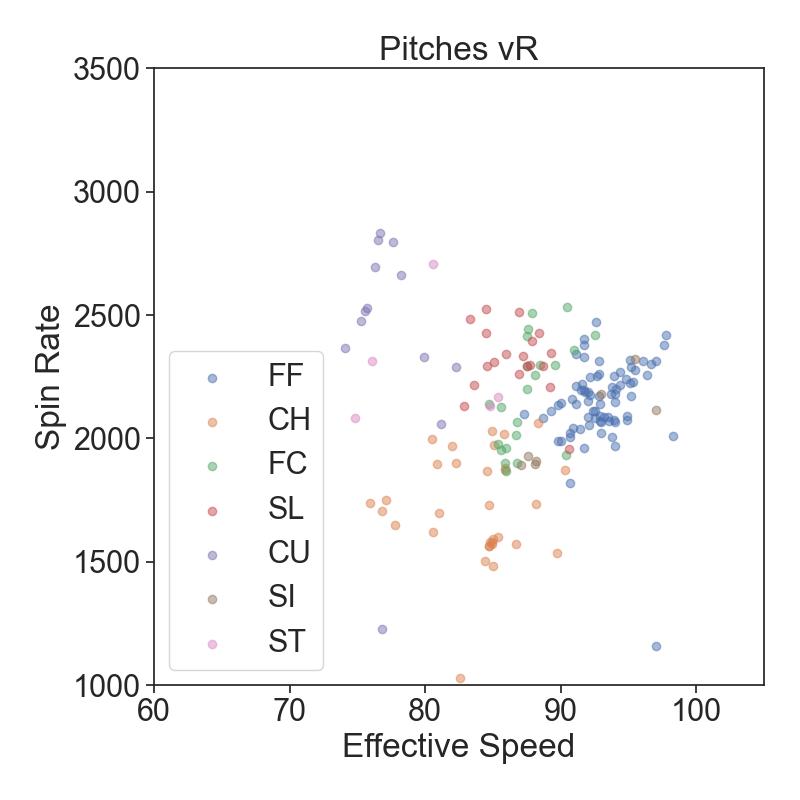 Pitches vR
3500
3000
2500
2000
1500
1000
Spin Rate
FF
CH
FC
SL
CU
SI
ST
60 70 80 90 100
Effective Speed